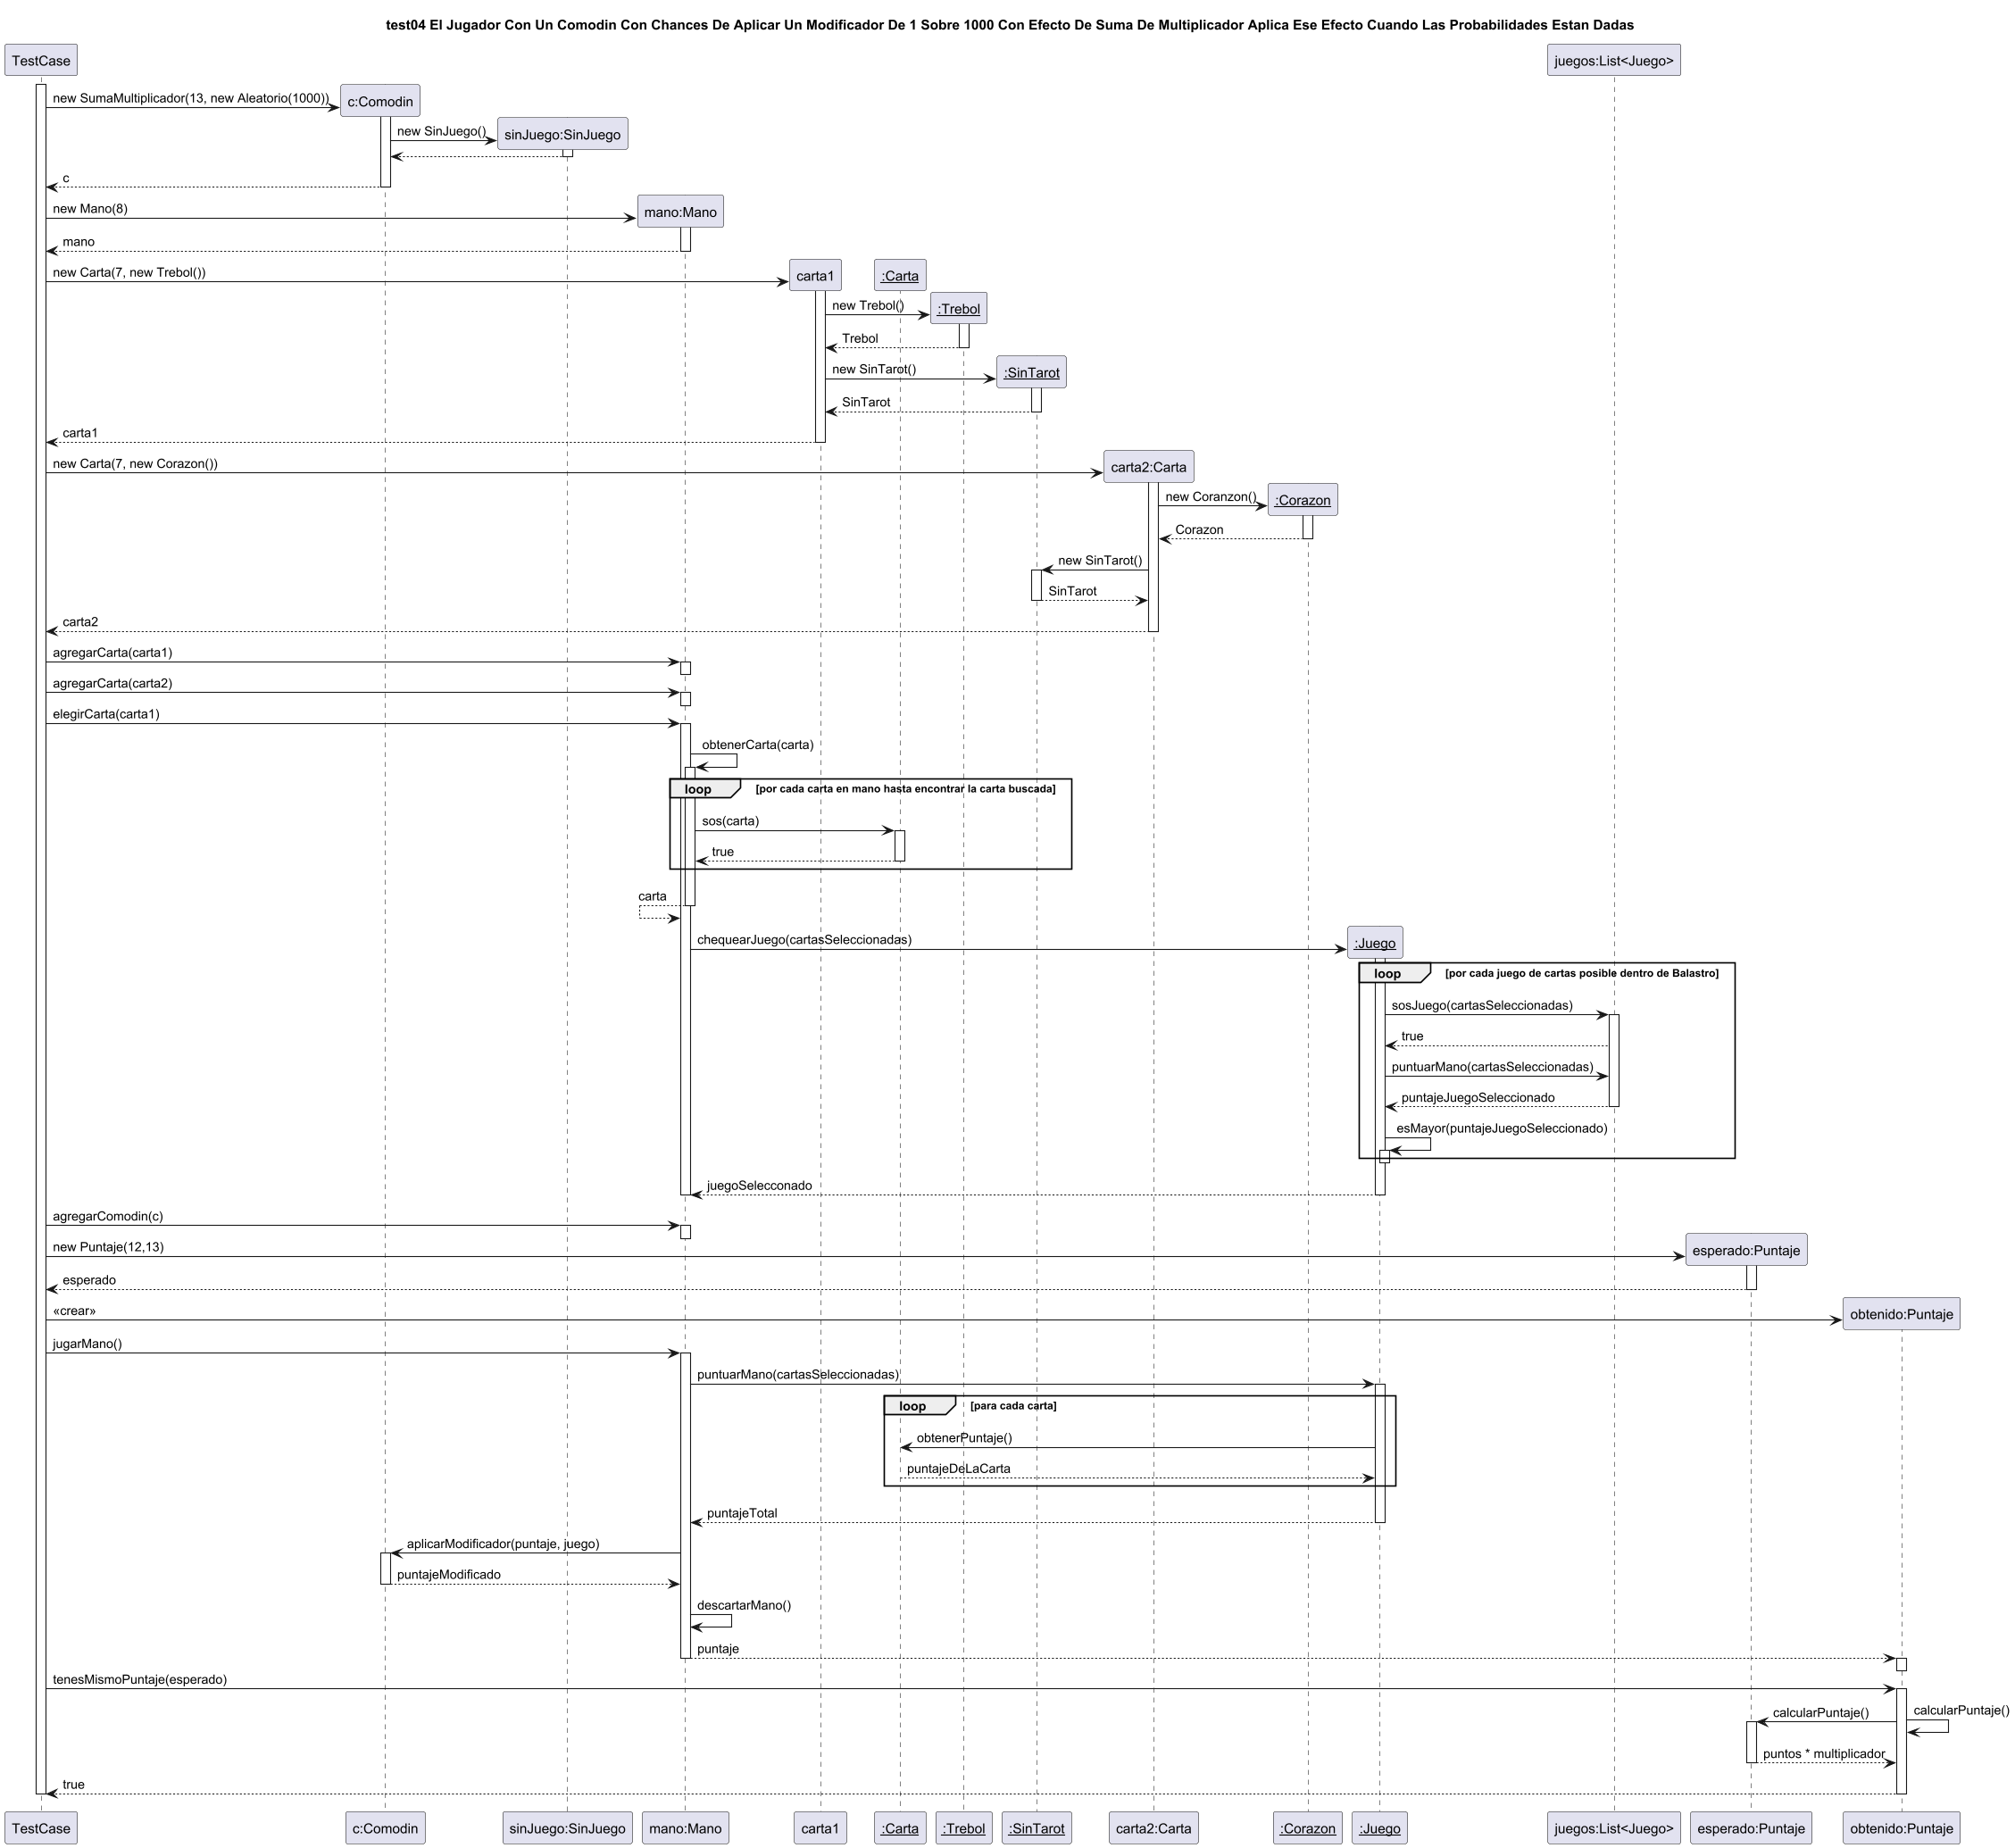 test04 El Jugador Con Un Comodin Con Chances De Aplicar Un Modificador De 1 Sobre 1000 Con Efecto De Suma De Multiplicador Aplica Ese Efecto Cuando Las Probabilidades Estan Dadas
TestCase
juegos:List<Juego>
new SumaMultiplicador(13, new Aleatorio(1000))
c:Comodin
new SinJuego()
sinJuego:SinJuego
c
new Mano(8)
mano:Mano
mano
new Carta(7, new Trebol())
carta1
:Carta
new Trebol()
:Trebol
Trebol
new SinTarot()
:SinTarot
SinTarot
carta1
new Carta(7, new Corazon())
carta2:Carta
new Coranzon()
:Corazon
Corazon
new SinTarot()
SinTarot
carta2
agregarCarta(carta1)
agregarCarta(carta2)
elegirCarta(carta1)
obtenerCarta(carta)
loop [por cada carta en mano hasta encontrar la carta buscada]
sos(carta)
true
carta
chequearJuego(cartasSeleccionadas)
:Juego
loop [por cada juego de cartas posible dentro de Balastro]
sosJuego(cartasSeleccionadas)
true
puntuarMano(cartasSeleccionadas)
puntajeJuegoSeleccionado
esMayor(puntajeJuegoSeleccionado)
juegoSelecconado
agregarComodin(c)
new Puntaje(12,13)
esperado:Puntaje
esperado
«crear»
obtenido:Puntaje
jugarMano()
puntuarMano(cartasSeleccionadas)
loop [para cada carta]
obtenerPuntaje()
puntajeDeLaCarta
puntajeTotal
aplicarModificador(puntaje, juego)
puntajeModificado
descartarMano()
puntaje
tenesMismoPuntaje(esperado)
calcularPuntaje()
calcularPuntaje()
puntos * multiplicador
true
TestCase
c:Comodin
sinJuego:SinJuego
mano:Mano
carta1
:Carta
:Trebol
:SinTarot
carta2:Carta
:Corazon
:Juego
juegos:List<Juego>
esperado:Puntaje
obtenido:Puntaje